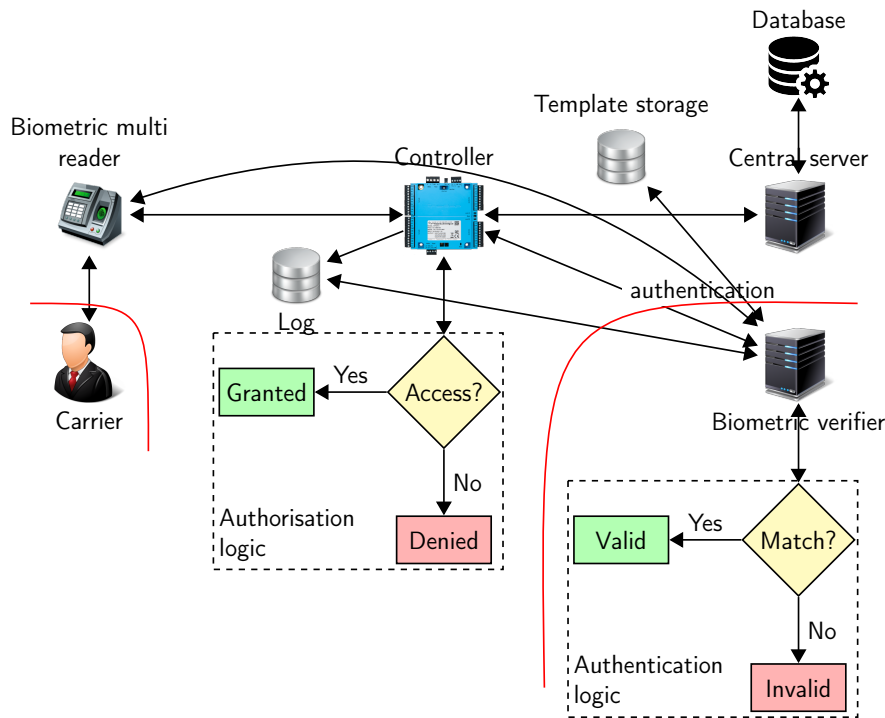 Database
Template storage
Biometric multi
reader
Controller
Central server
authentication
Log
Carrier
Granted
Yes
Access?
Biometric verifier
No
Authorisation
logic
Denied
Valid
Yes
Match?
No
Authentication
logic
Invalid